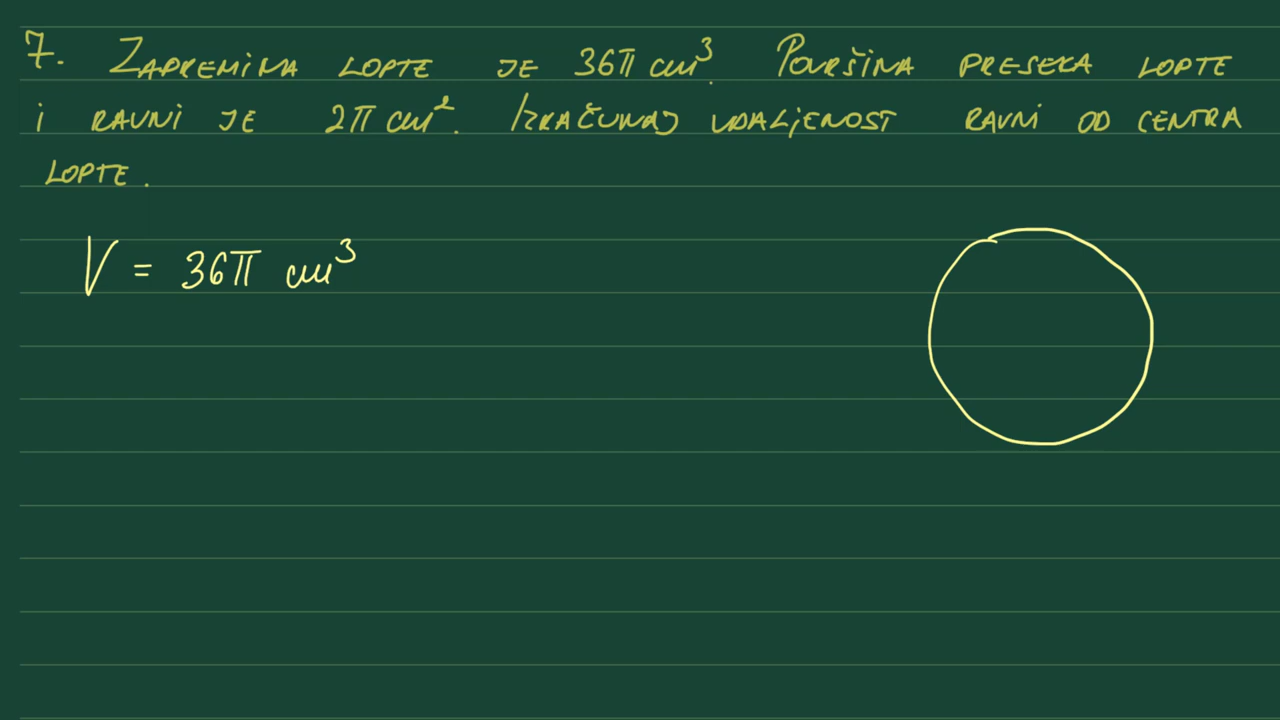 7. ZAPREMINA LOPTE JE 36π cm³. POVRŠINA PRESEKA LOPTE
I RAVNI JE 2π cm². IZRAČUNAJ UDALJENOST RAVNI OD CENTRA
LOPTE.
V = 36π cm³